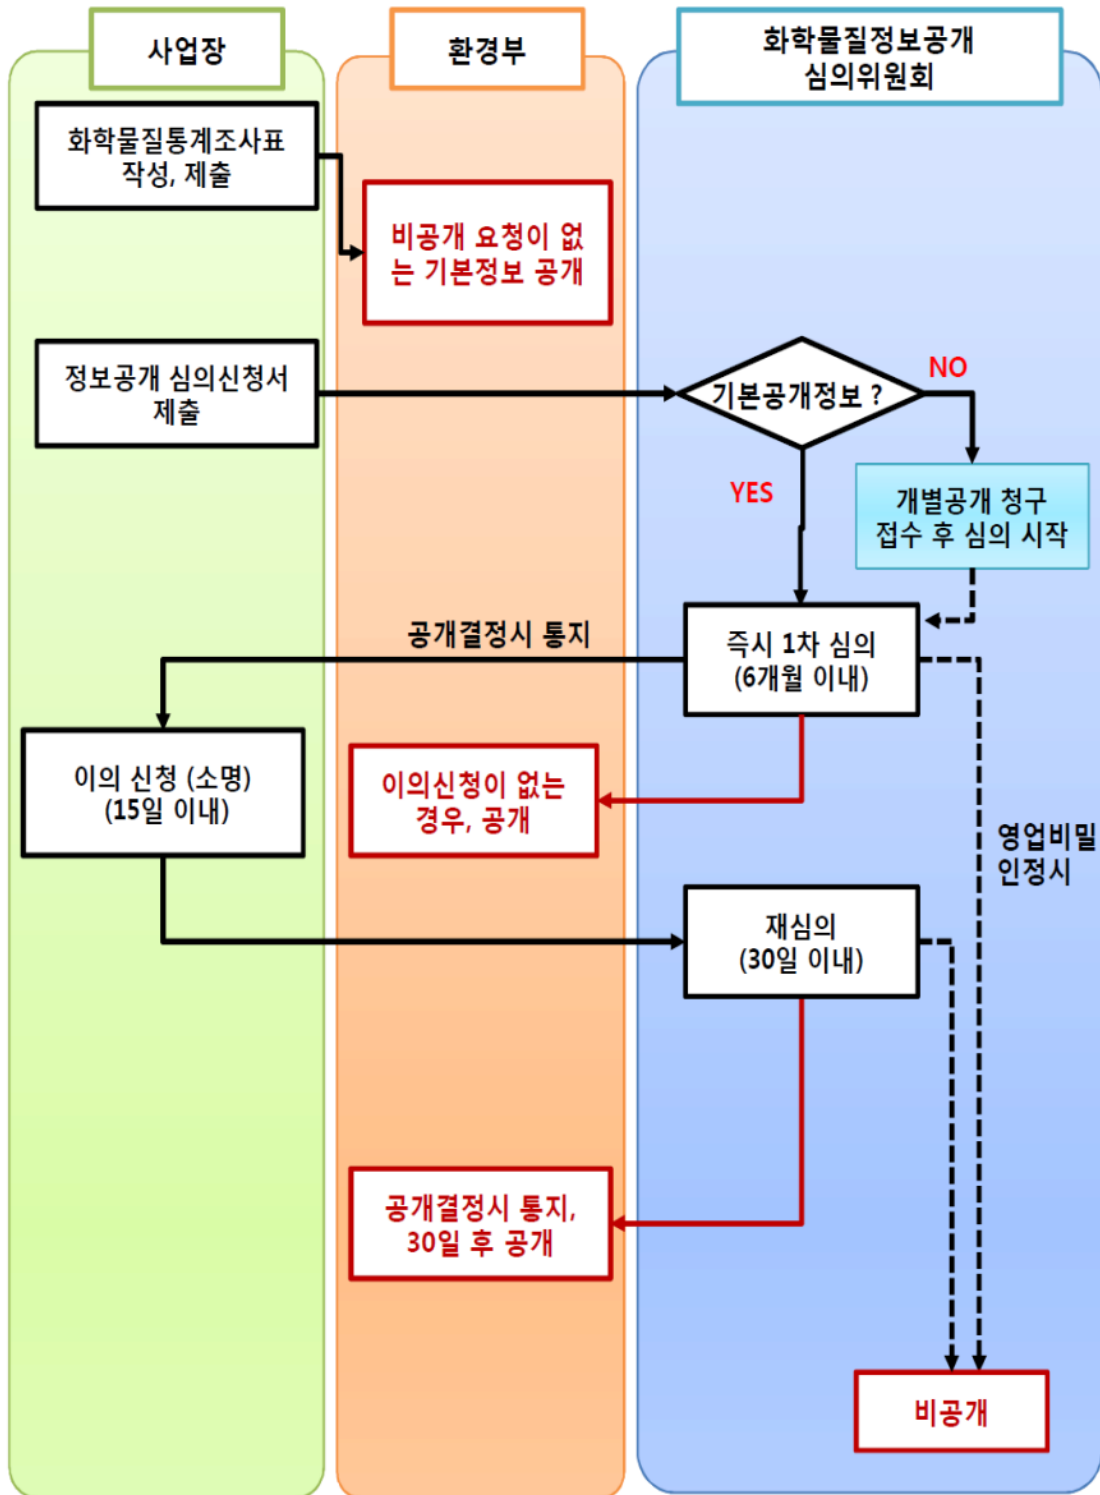 사업장
환경부
화학물질정보공개
심의위원회
화학물질통계조사표
작성, 제출
비공개 요청이 없
는 기본정보 공개
정보공개 심의신청서
제출
기본공개정보 ?
NO
YES
개별공개 청구
접수 후 심의 시작
공개결정시 통지
즉시 1차 심의
(6개월 이내)
이의 신청 (소명)
(15일 이내)
이의신청이 없는
경우, 공개
영업비밀
인정시
재심의
(30일 이내)
공개결정시 통지,
30일 후 공개
비공개